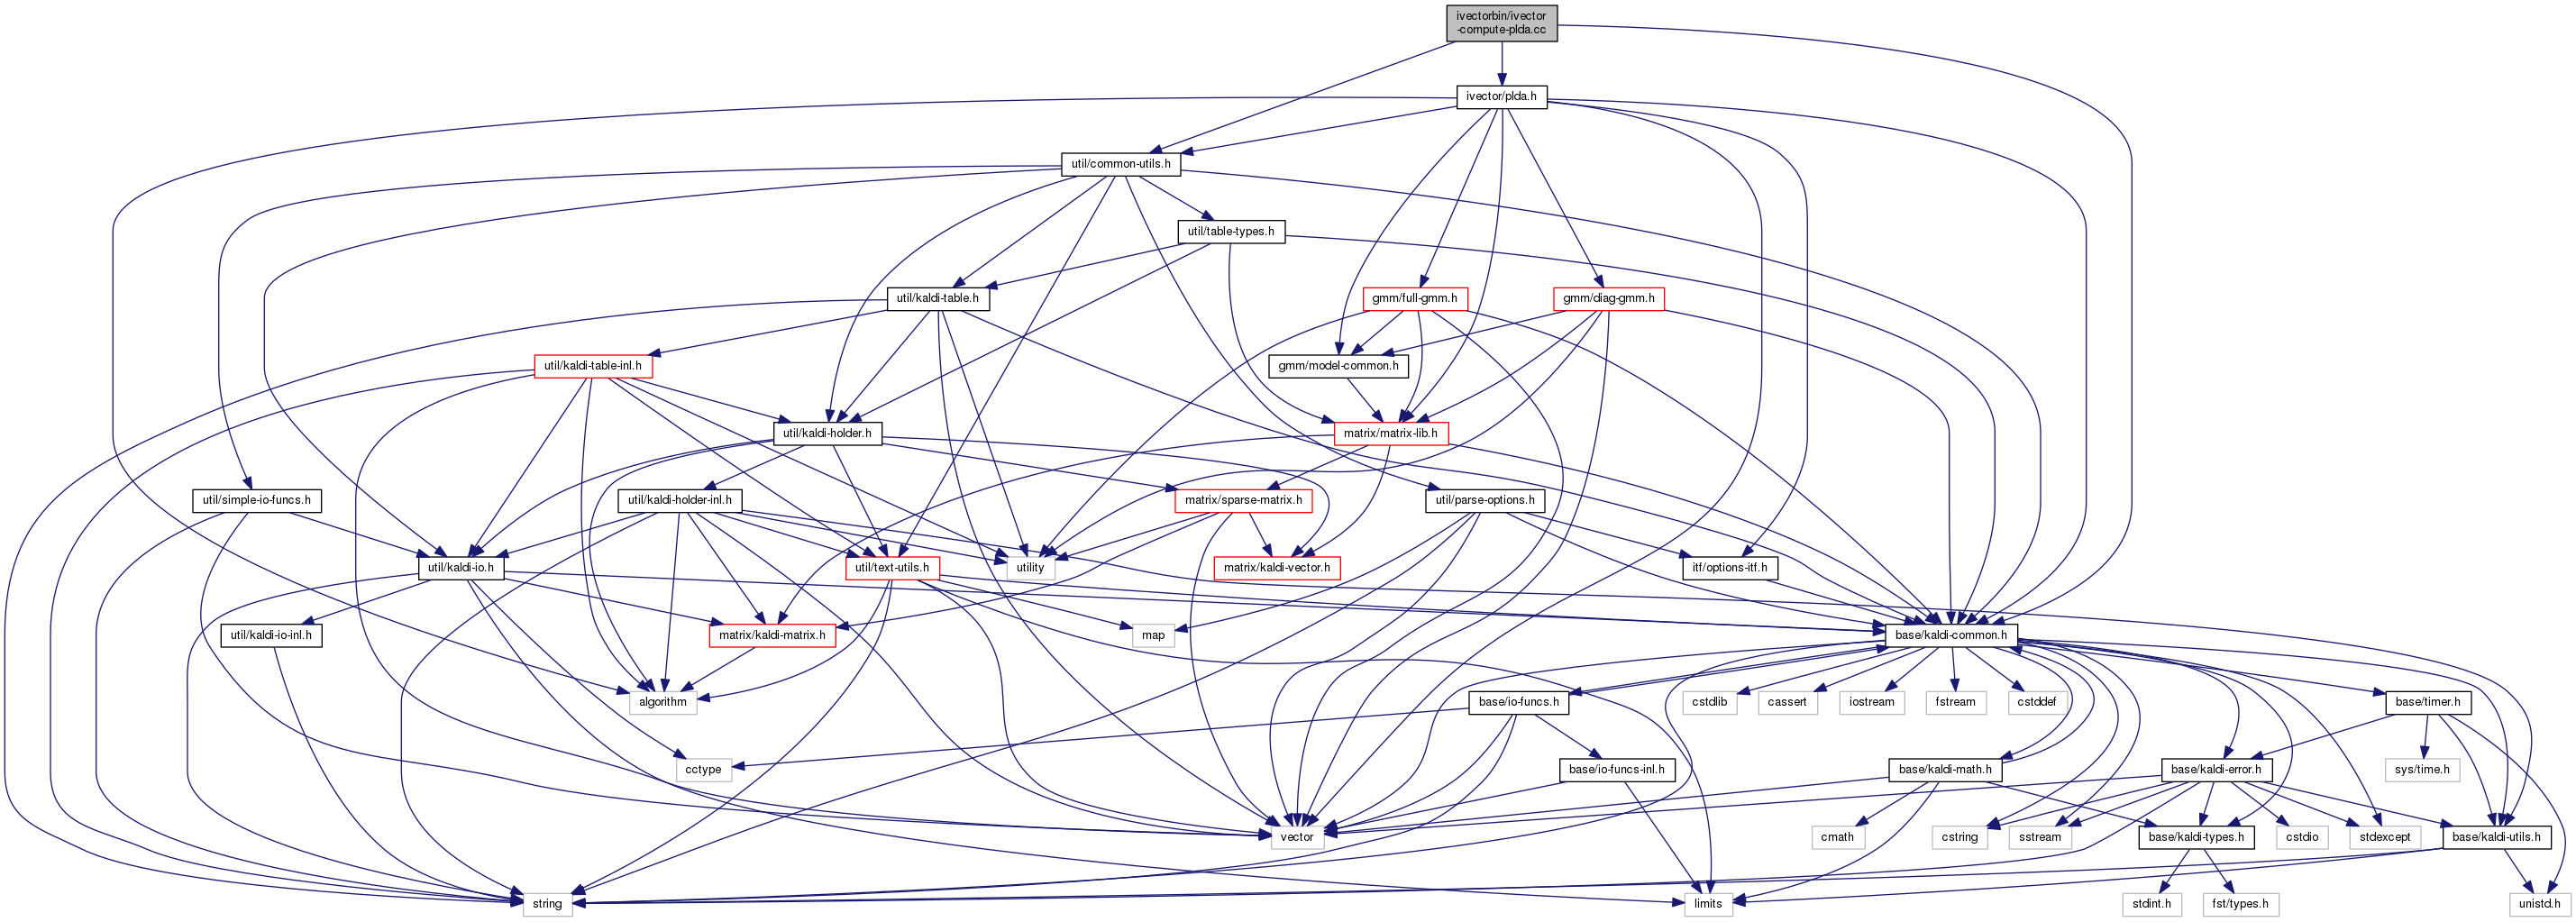 ivectorbin/ivector
-compute-plda.cc
ivector/plda.h
util/common-utils.h
util/table-types.h
util/kaldi-table.h
gmm/full-gmm.h
gmm/diag-gmm.h
util/kaldi-table-inl.h
gmm/model-common.h
util/kaldi-holder.h
matrix/matrix-lib.h
util/simple-io-funcs.h
util/kaldi-holder-inl.h
matrix/sparse-matrix.h
util/parse-options.h
util/kaldi-io.h
util/text-utils.h
utility
matrix/kaldi-vector.h
itf/options-itf.h
util/kaldi-io-inl.h
matrix/kaldi-matrix.h
map
base/kaldi-common.h
algorithm
base/io-funcs.h
cstdlib
cassert
iostream
fstream
cstddef
base/timer.h
cctype
base/io-funcs-inl.h
base/kaldi-math.h
base/kaldi-error.h
sys/time.h
vector
cmath
cstring
sstream
base/kaldi-types.h
cstdio
stdexcept
base/kaldi-utils.h
string
limits
stdint.h
fst/types.h
unistd.h